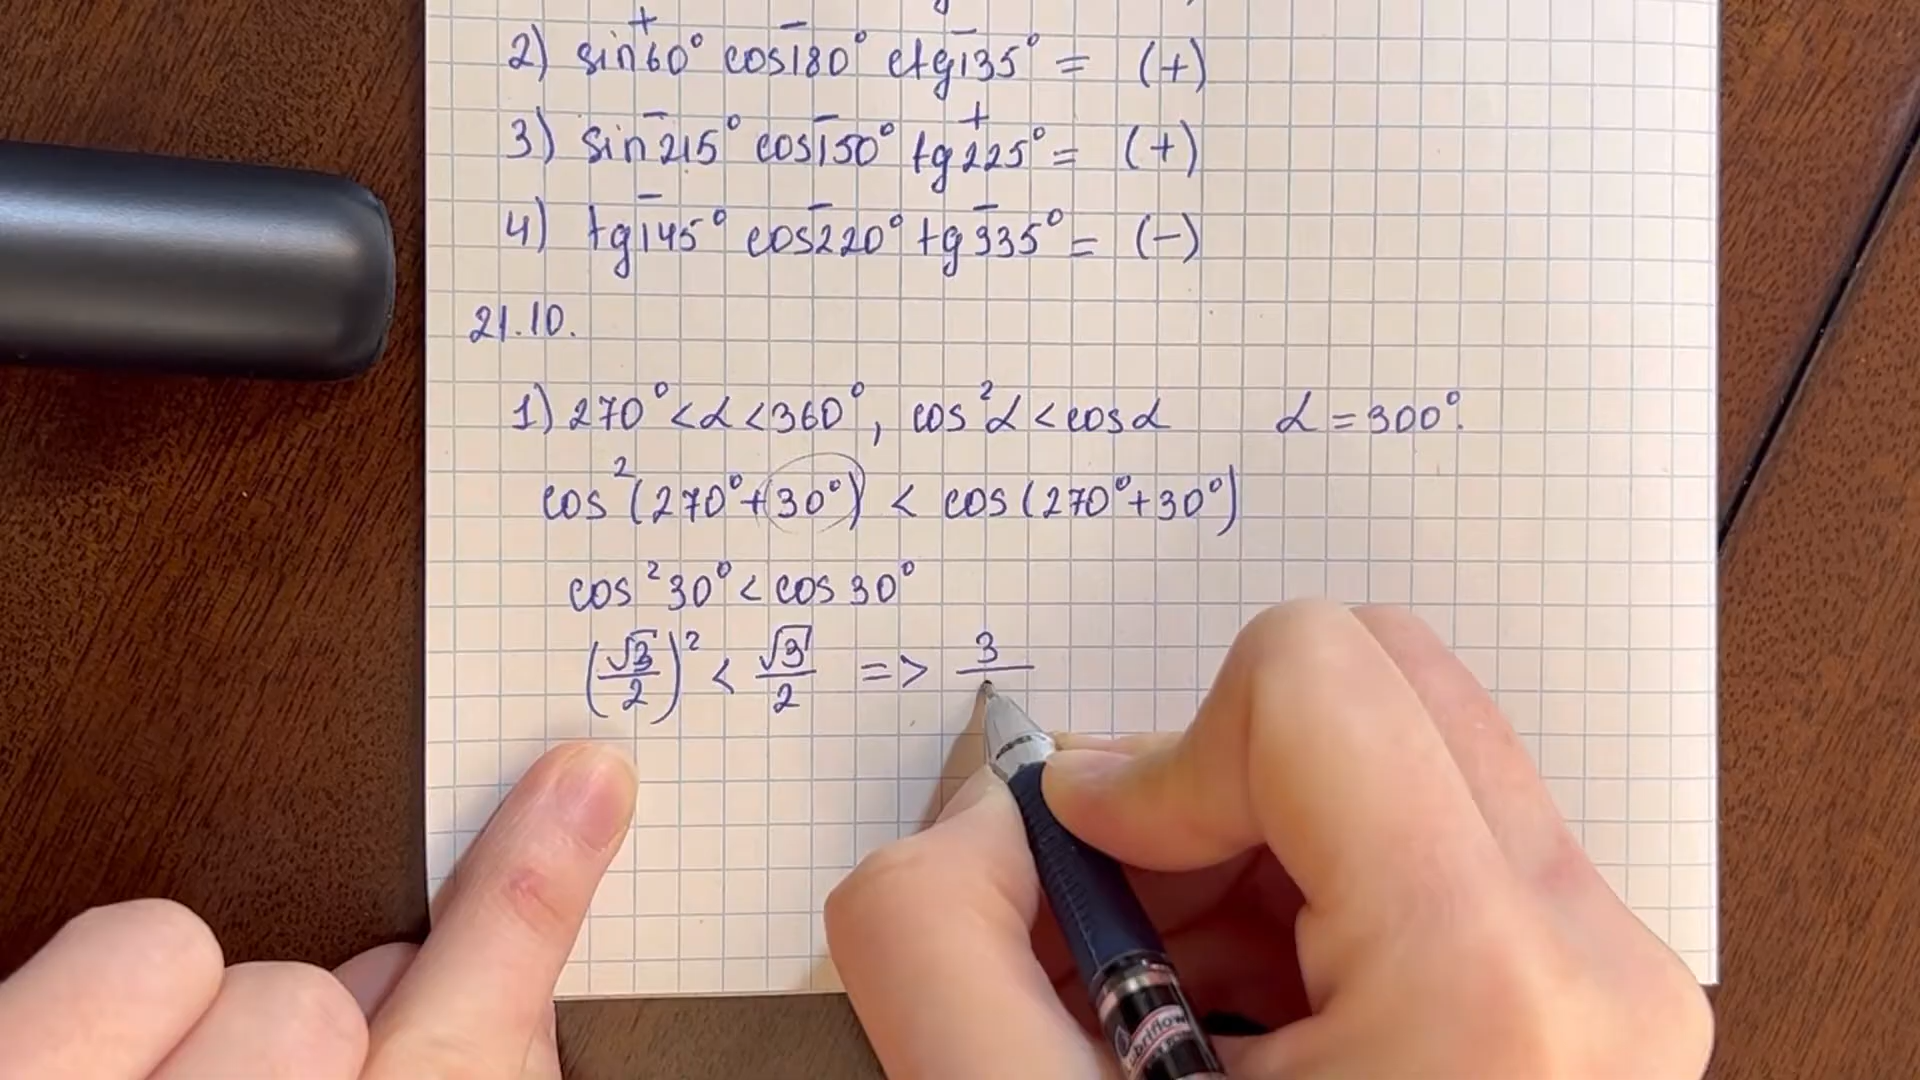 2) sin60° cos180° ctg135° = (+)
+ − −
3) sin215° cos150° tg225° = (+)
− − +
4) tg145° cos220° tg335° = (−)
− − −
21.10.
1) 270° < α < 360°, cos²α < cosα α = 300°.
cos²(270°+30°) < cos(270°+30°)
cos²30° < cos30°
(√3/2)² < √3/2 => 3/